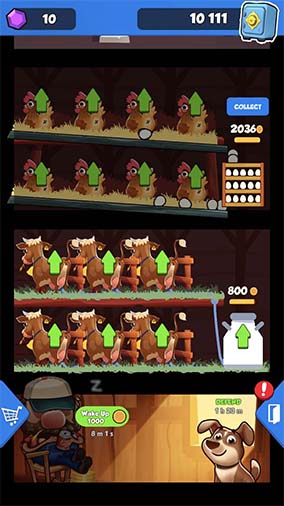 10
10 111
COLLECT
2036
800
Z
Wake Up
1000
8 m 1 s
DEFEND
1 h 23 m
!